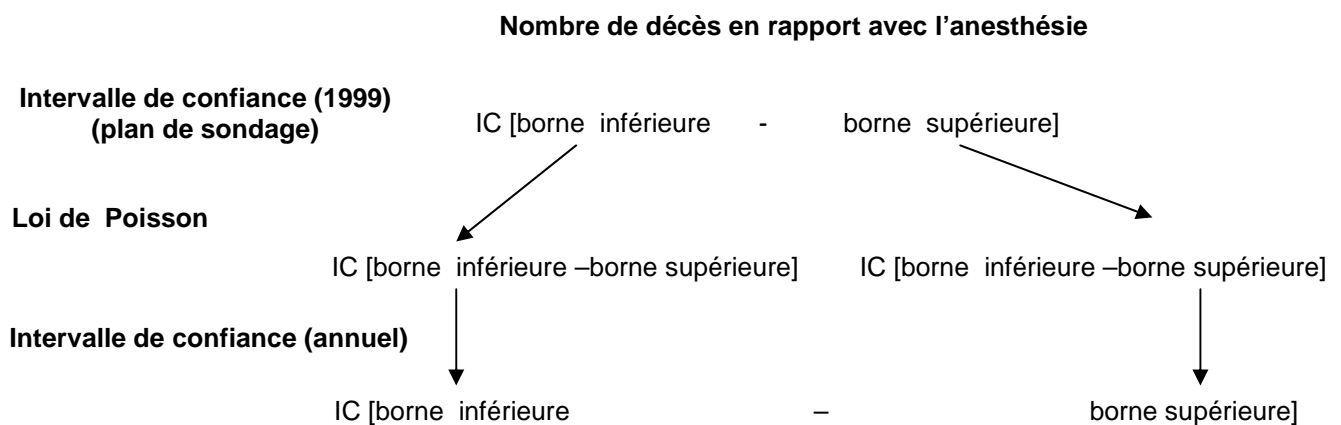 Nombre de décès en rapport avec l’anesthésie
Intervalle de confiance (1999)
(plan de sondage)
IC [borne inférieure - borne supérieure]
Loi de Poisson
IC [borne inférieure –borne supérieure] IC [borne inférieure –borne supérieure]
Intervalle de confiance (annuel)
IC [borne inférieure – borne supérieure]